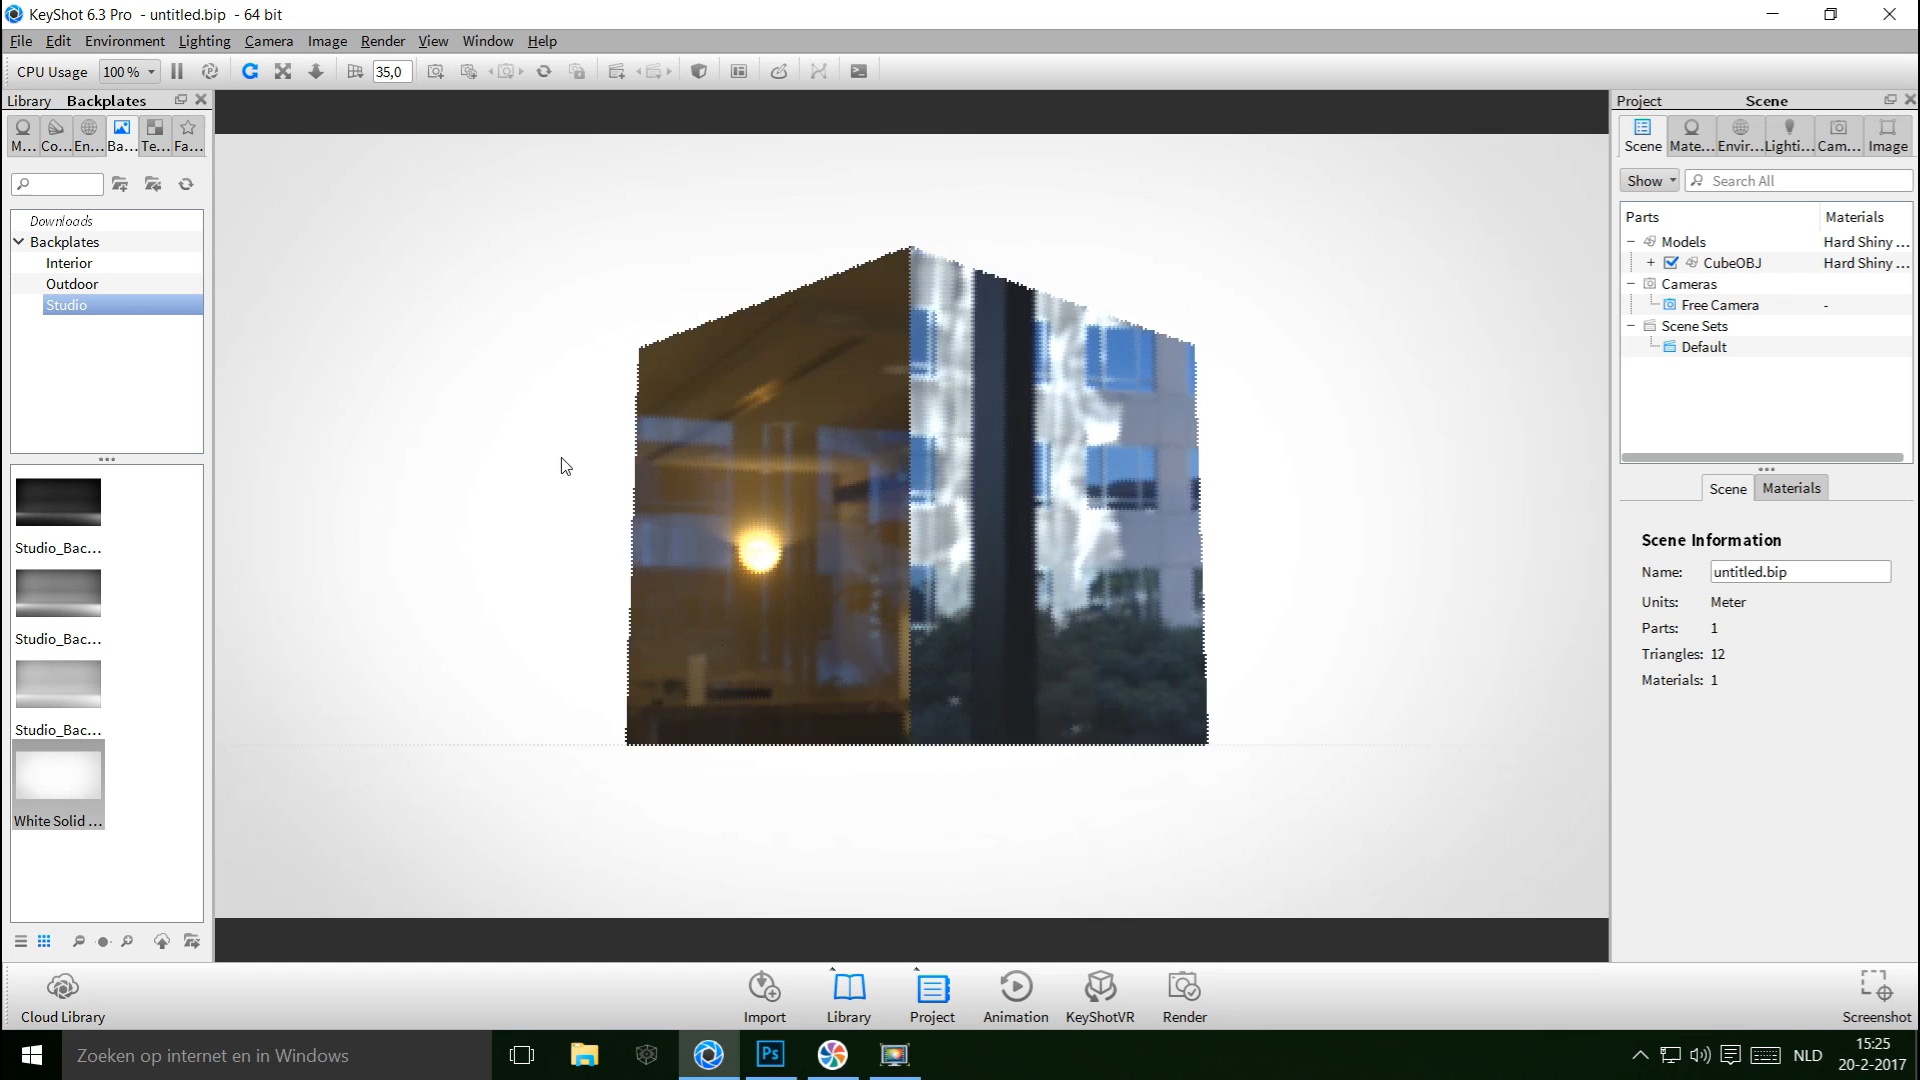 KeyShot 6.3 Pro  - untitled.bip  - 64 bit
File Edit Environment Lighting Camera Image Render View Window Help
CPU Usage 100 % 35,0
Library Backplates
M... Co... En... Ba... Te... Fa...
Downloads
Backplates
Interior
Outdoor
Studio
Studio_Bac...
Studio_Bac...
Studio_Bac...
White Solid ...
Project Scene
Scene Mate... Envir... Lighti... Cam... Image
Show Search All
Parts Materials
Models Hard Shiny ...
CubeOBJ Hard Shiny ...
Cameras
Free Camera -
Scene Sets
Default
Scene Materials
Scene Information
Name: untitled.bip
Units: Meter
Parts: 1
Triangles: 12
Materials: 1
Cloud Library Import Library Project Animation KeyShotVR Render Screenshot
Zoeken op internet en in Windows
Ps
NLD
15:25
20-2-2017